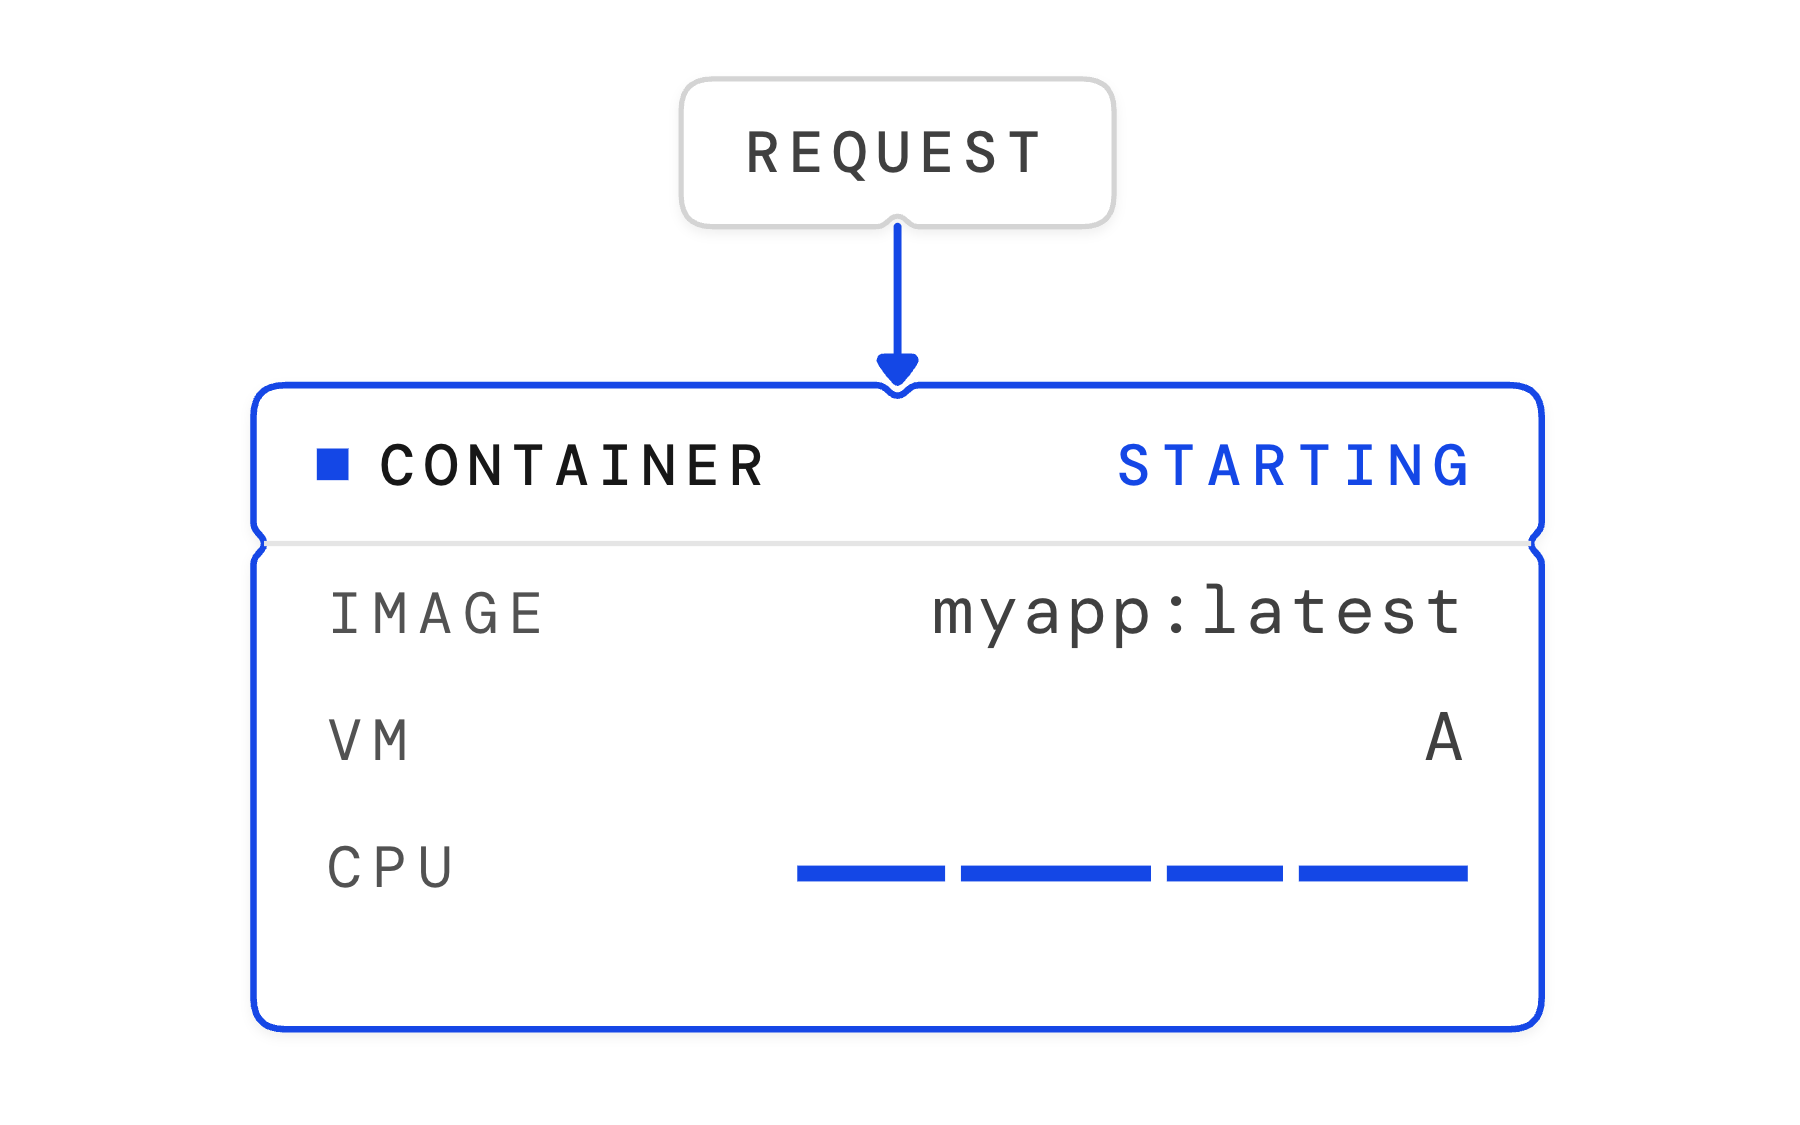 REQUEST
CONTAINER STARTING
IMAGE myapp:latest
VM A
CPU